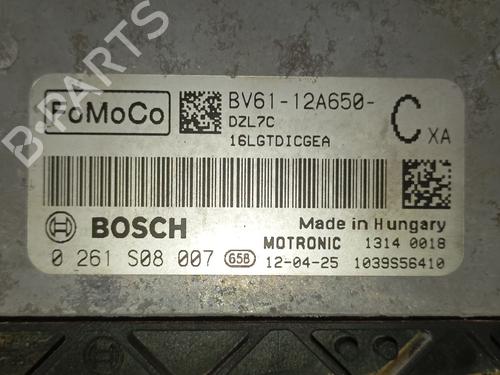 B-PARTS
FoMoCo
BV61-12A650-
DZL7C
16LGTDICGEA
C XA
BOSCH
Made in Hungary
MOTRONIC 1314 0018
0 261 S08 007 65B 12-04-25 1039S56410